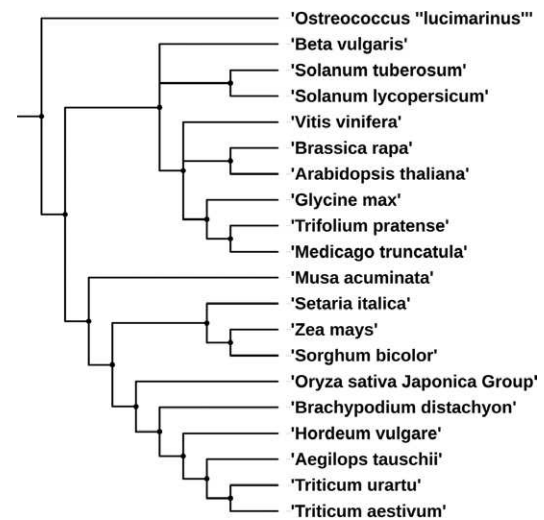 'Ostreococcus "lucimarinus"'
'Beta vulgaris'
'Solanum tuberosum'
'Solanum lycopersicum'
'Vitis vinifera'
'Brassica rapa'
'Arabidopsis thaliana'
'Glycine max'
'Trifolium pratense'
'Medicago truncatula'
'Musa acuminata'
'Setaria italica'
'Zea mays'
'Sorghum bicolor'
'Oryza sativa Japonica Group'
'Brachypodium distachyon'
'Hordeum vulgare'
'Aegilops tauschii'
'Triticum urartu'
'Triticum aestivum'